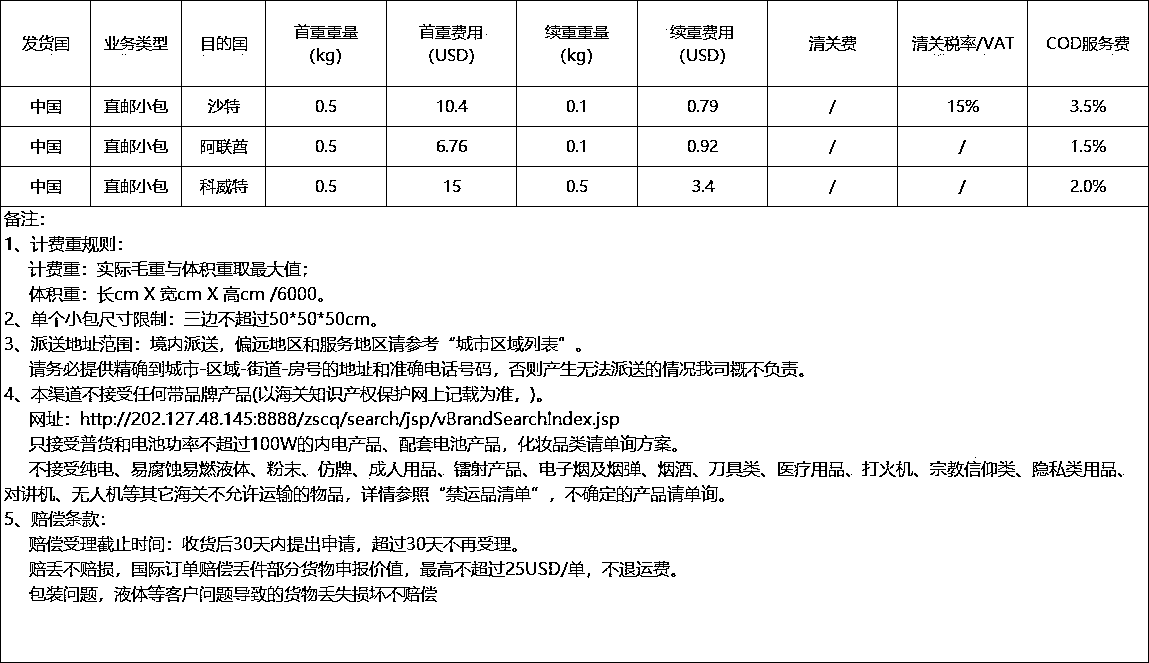 发货国 业务类型 目的国 首重重量(kg) 首重费用(USD) 续重重量(kg) 续重费用(USD) 清关费 清关税率/VAT COD服务费
中国 直邮小包 沙特 0.5 10.4 0.1 0.79 / 15% 3.5%
中国 直邮小包 阿联酋 0.5 6.76 0.1 0.92 / / 1.5%
中国 直邮小包 科威特 0.5 15 0.5 3.4 / / 2.0%
备注：
1、计费重规则：
计费重：实际毛重与体积重取最大值；
体积重：长cm X 宽cm X 高cm /6000。
2、单个小包尺寸限制：三边不超过50*50*50cm。
3、派送地址范围：境内派送，偏远地区和服务地区请参考“城市区域列表”。
请务必提供精确到城市-区域-街道-房号的地址和准确电话号码，否则产生无法派送的情况我司概不负责。
4、本渠道不接受任何带品牌产品(以海关知识产权保护网上记载为准，)。
网址：http://202.127.48.145:8888/zscq/search/jsp/vBrandSearchIndex.jsp
只接受普货和电池功率不超过100W的内电产品、配套电池产品，化妆品类请单询方案。
不接受纯电、易腐蚀易燃液体、粉末、仿牌、成人用品、镭射产品、电子烟及烟弹、烟酒、刀具类、医疗用品、打火机、宗教信仰类、隐私类用品、
对讲机、无人机等其它海关不允许运输的物品，详情参照“禁运品清单“，不确定的产品请单询。
5、赔偿条款：
赔偿受理截止时间：收货后30天内提出申请，超过30天不再受理。
赔丢不赔损，国际订单赔偿丢件部分货物申报价值，最高不超过25USD/单，不退运费。
包装问题，液体等客户问题导致的货物丢失损坏不赔偿